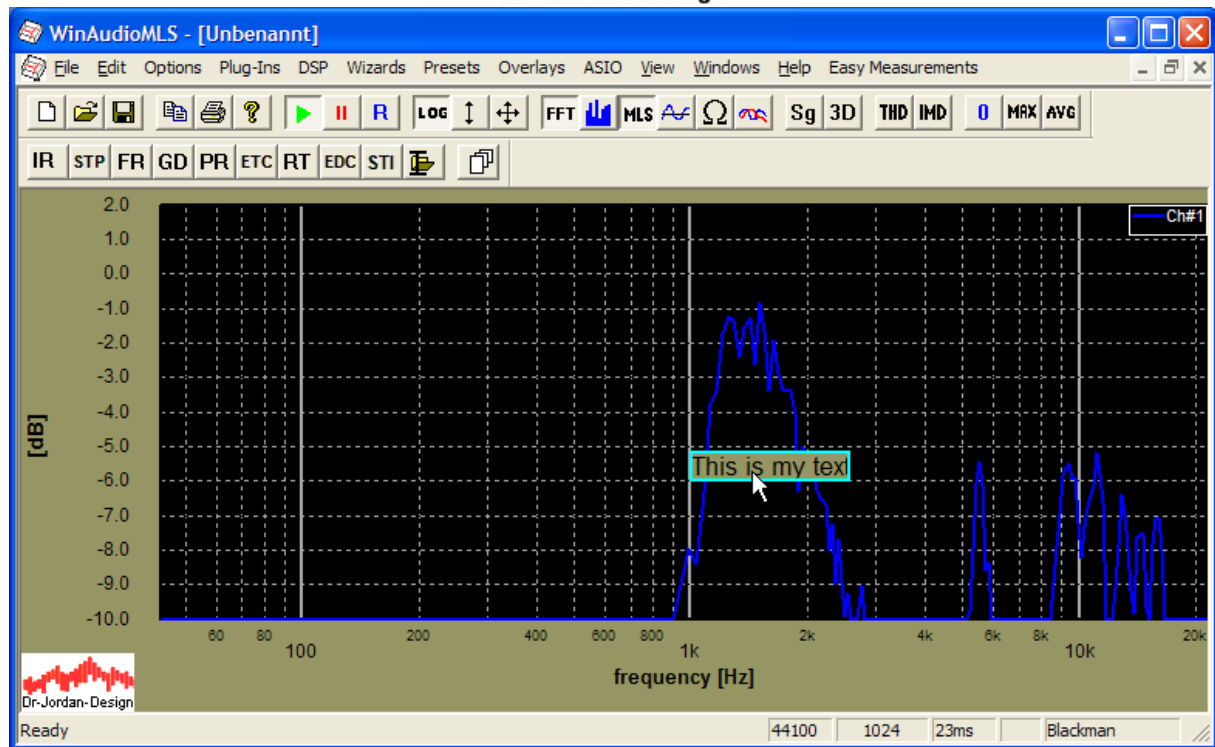 WinAudioMLS - [Unbenannt]
File Edit Options Plug-Ins DSP Wizards Presets Overlays ASIO View Windows Help Easy Measurements
R LOG FFT MLS Ω Sg 3D THD IMD 0 MAX AVG
IR STP FR GD PR ETC RT EDC STI
Ch#1
2.0
1.0
0.0
-1.0
-2.0
-3.0
-4.0
-5.0
-6.0
-7.0
-8.0
-9.0
-10.0
[dB]
This is my text
60 80 200 400 600 800 2k 4k 6k 8k 20k
100 1k 10k
frequency [Hz]
Dr-Jordan-Design
Ready 44100 1024 23ms Blackman